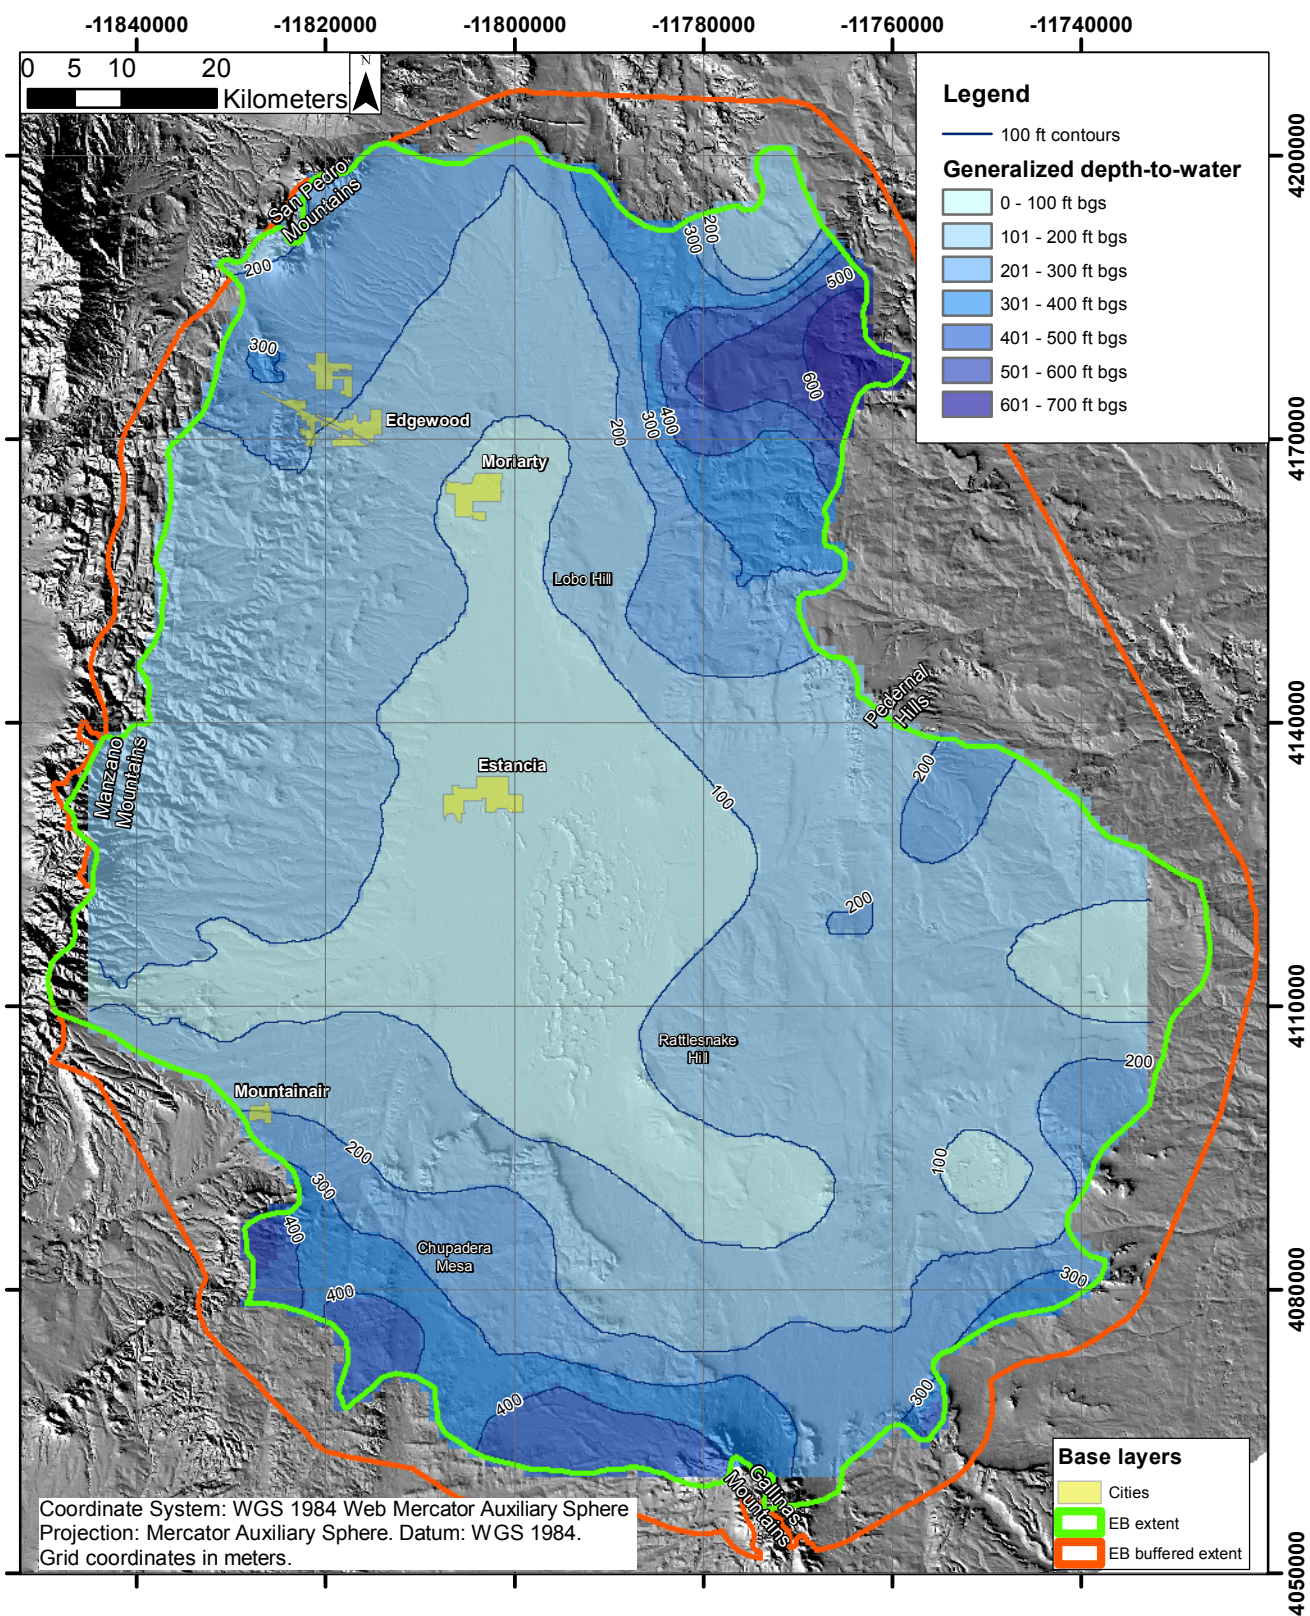 -11840000 -11820000 -11800000 -11780000 -11760000 -11740000
0 5 10 20
Kilometers
N
Legend
100 ft contours
Generalized depth-to-water
0 - 100 ft bgs
101 - 200 ft bgs
201 - 300 ft bgs
301 - 400 ft bgs
401 - 500 ft bgs
501 - 600 ft bgs
601 - 700 ft bgs
4200000
4170000
4140000
4110000
4080000
4050000
San Pedro
Mountains
200
200
300
500
300
600
Edgewood
200
300
400
Moriarty
Lobo Hill
Pedernal
Hills
Manzano
Mountains
Estancia
100
200
200
Rattlesnake
Hill
200
Mountainair
200
100
300
400
Chupadera
Mesa
300
400
400
300
Gallinas
Mountains
Base layers
Cities
EB extent
EB buffered extent
Coordinate System: WGS 1984 Web Mercator Auxiliary Sphere
Projection: Mercator Auxiliary Sphere. Datum: WGS 1984.
Grid coordinates in meters.